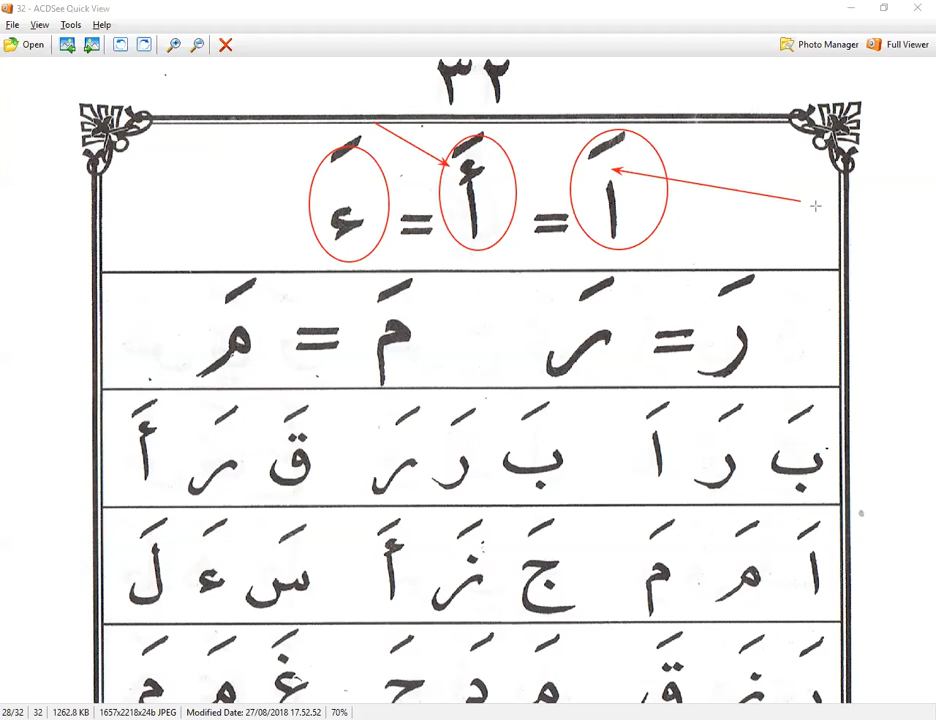 32 - ACDSee Quick View
File View Tools Help
Open Photo Manager Full Viewer
٣٢
اَ = أَ = ءَ
رَ = رَ مَ = مَ
بَ رَ اَ بَ رَ رَ قَ رَ أَ
اَ مَ مَ جَ زَ أَ سَ ءَ لَ
رَ زَ قَ مَ دَ حَ غَ مَ مَ
28/32 32 1262.8 KB 1657x2218x24b JPEG Modified Date: 27/08/2018 17.52.52 70%